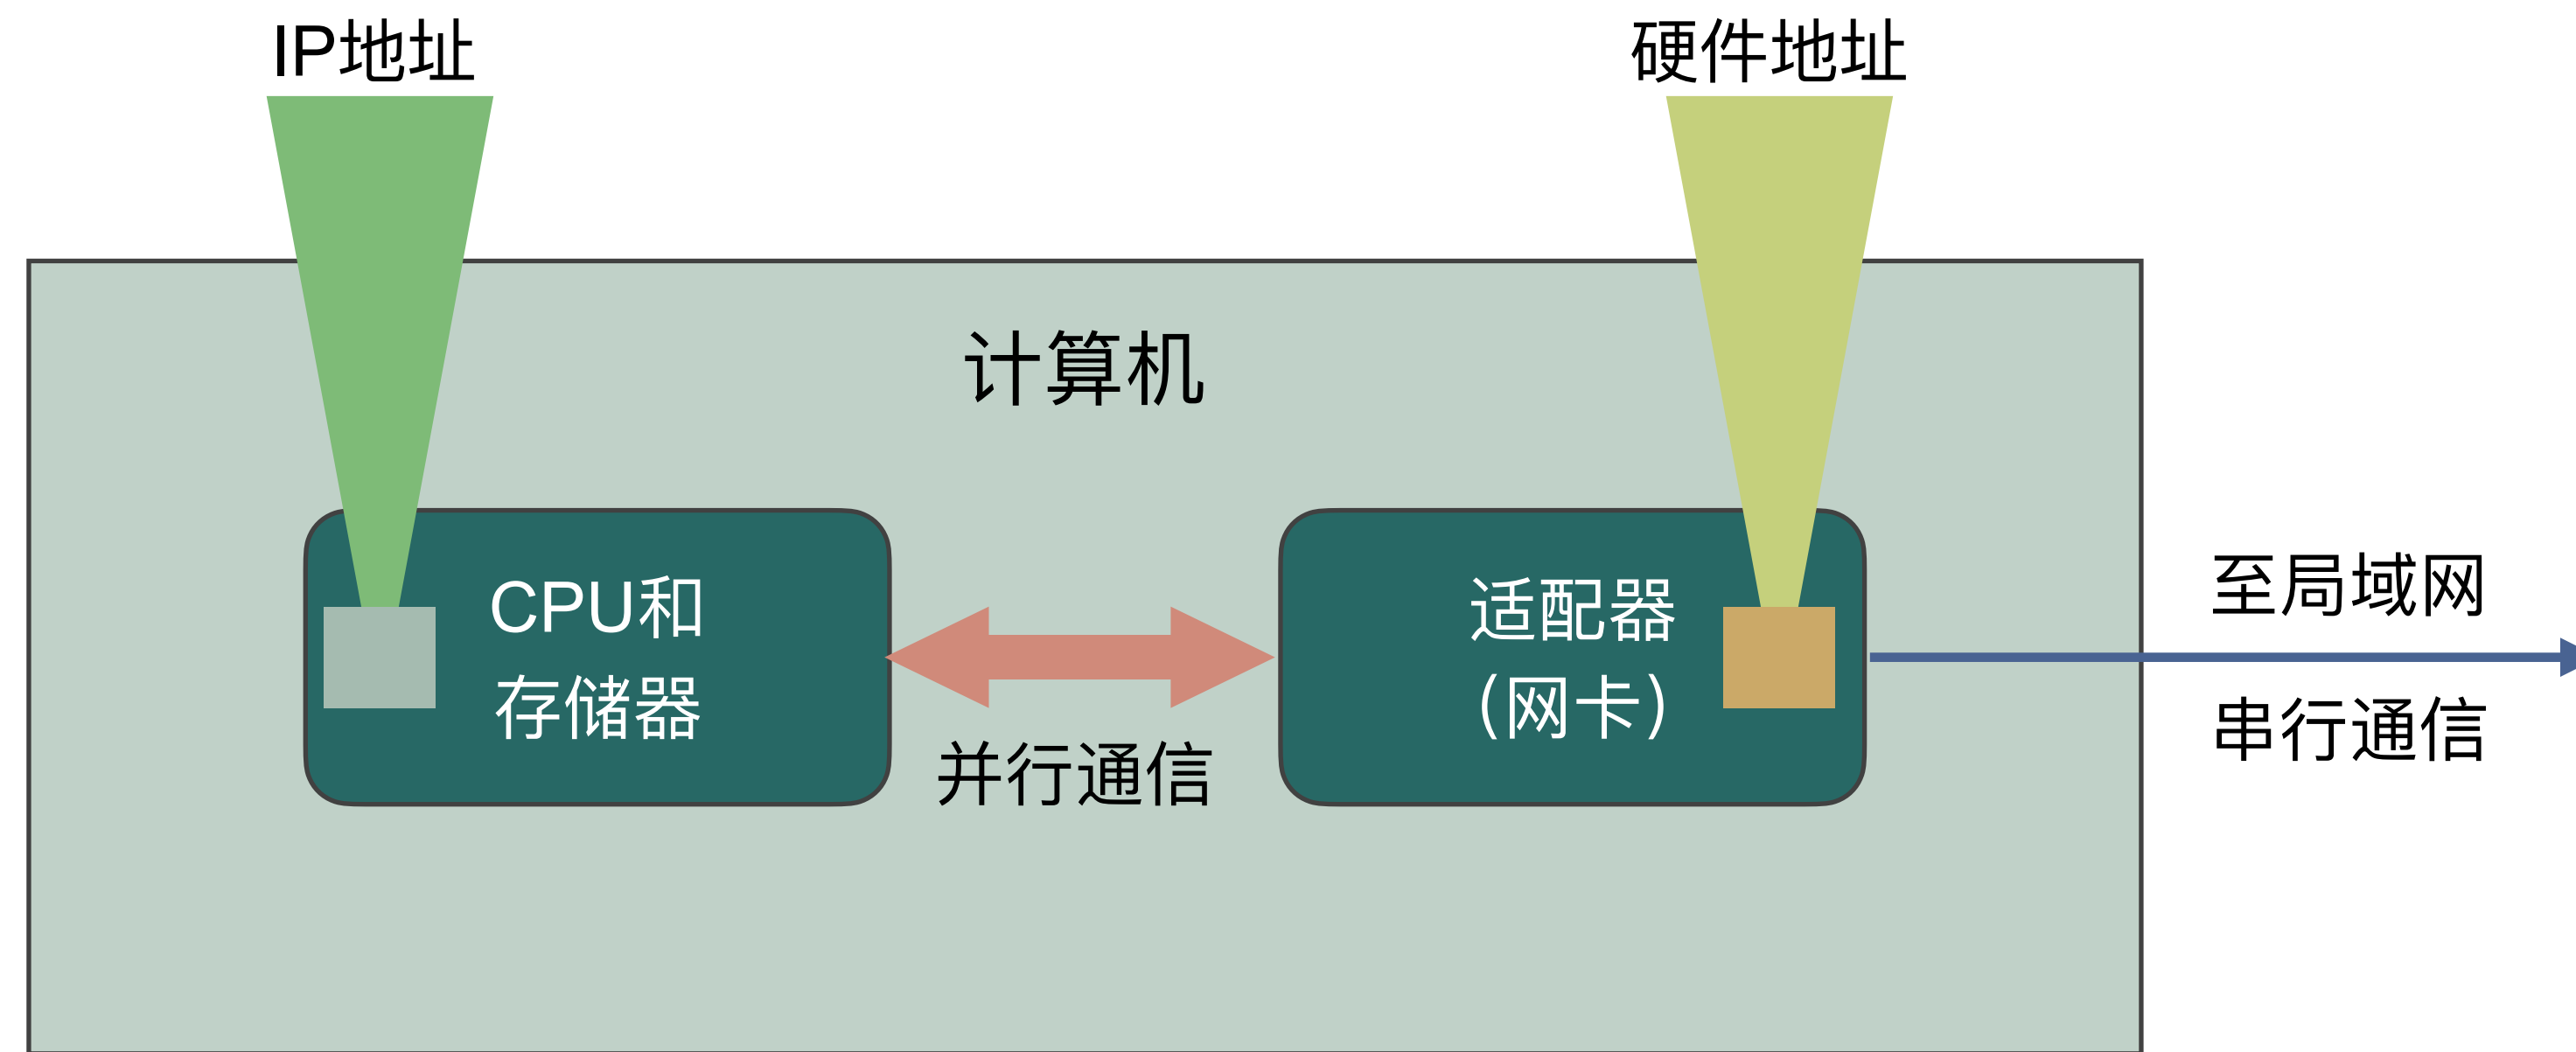 IP地址
硬件地址
计算机
CPU和
存储器
适配器
(网卡)
并行通信
至局域网
串行通信